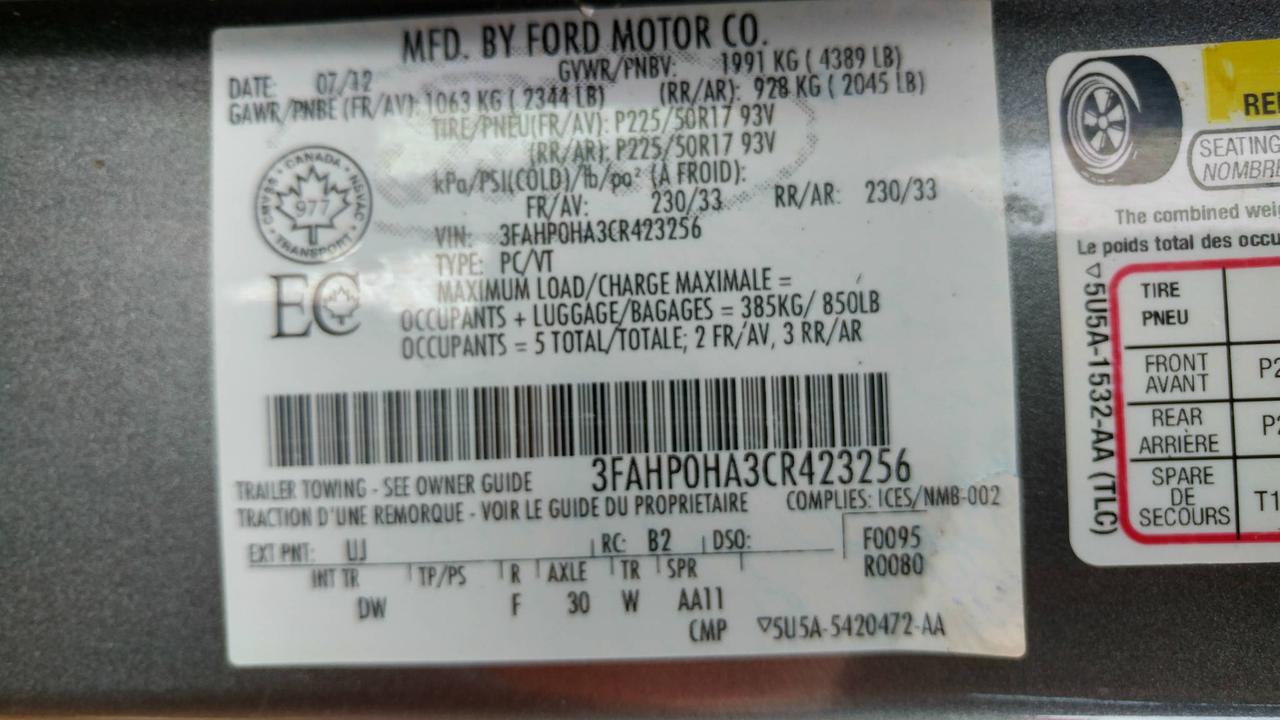 MFD. BY FORD MOTOR CO.
DATE: 07/12 GVWR/PNBV: 1991 KG ( 4389 LB)
GAWR/PNBE (FR/AV): 1063 KG ( 2344 LB) (RR/AR): 928 KG ( 2045 LB)
TIRE/PNEU(FR/AV): P225/50R17 93V
(RR/AR): P225/50R17 93V
kPa/PSI(COLD)/lb/po² (À FROID):
FR/AV: 230/33 RR/AR: 230/33
VIN: 3FAHP0HA3CR423256
TYPE: PC/VT
MAXIMUM LOAD/CHARGE MAXIMALE =
OCCUPANTS + LUGGAGE/BAGAGES = 385KG/ 850LB
OCCUPANTS = 5 TOTAL/TOTALE; 2 FR/AV, 3 RR/AR
CANADA
CMVSS NSVAC
977
TRANSPORT
EC
3FAHP0HA3CR423256
TRAILER TOWING - SEE OWNER GUIDE
TRACTION D'UNE REMORQUE - VOIR LE GUIDE DU PROPRIETAIRE
COMPLIES: ICES/NMB-002
EXT PNT: UJ RC: B2 DSO: F0095
INT TR TP/PS R AXLE TR SPR R0080
DW F 30 W AA11
CMP ▽5U5A-5420472-AA
SEATING
NOMBRE
The combined
Le poids total des
▽5U5A-1532-AA (TLC)
TIRE
PNEU
FRONT P2
AVANT
REAR P2
ARRIÈRE
SPARE
DE T1
SECOURS